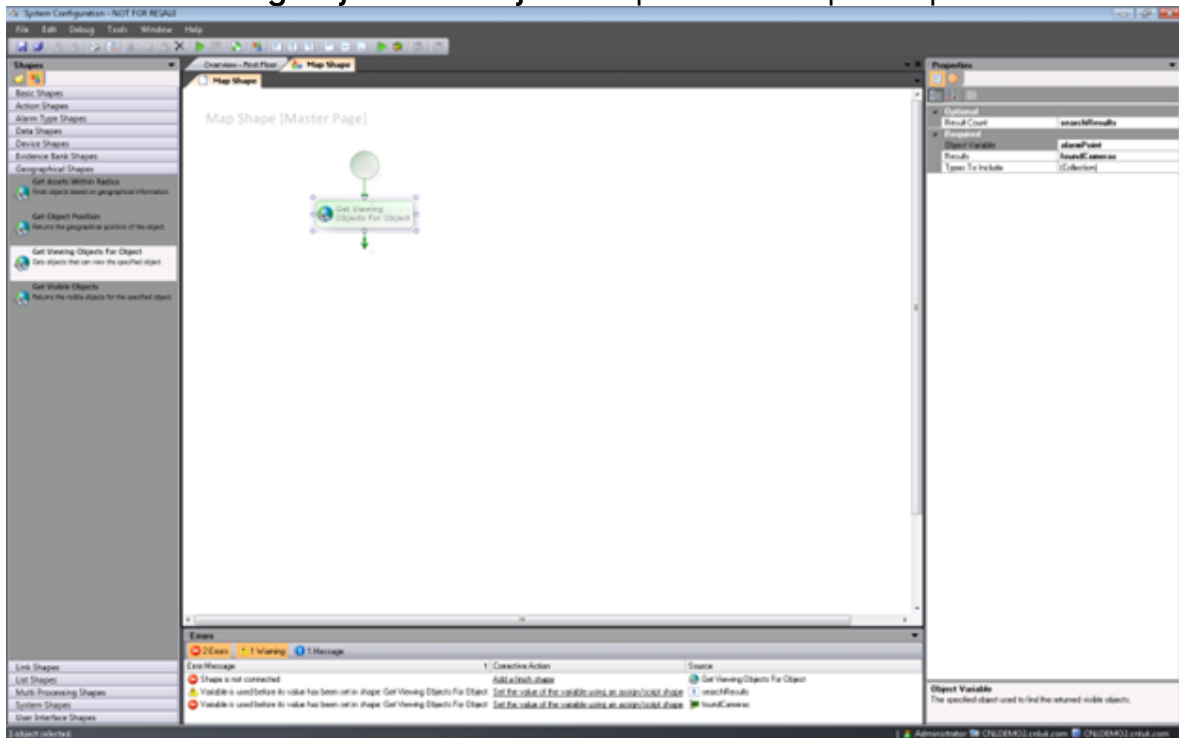 System Configuration - NOT FOR RESALE
File Edit Debug Tools Window Help
Shapes
Basic Shapes
Action Shapes
Alarm Type Shapes
Data Shapes
Device Shapes
Evidence Bank Shapes
Geographical Shapes
Get Assets Within Radius
Finds objects based on geographical information
Get Object Position
Returns the geographical position of the object.
Get Viewing Objects For Object
Gets objects that can view the specified object
Get Visible Objects
Returns the visible objects for the specified object.
Link Shapes
List Shapes
Multi Processing Shapes
System Shapes
User Interface Shapes
Overview - First Floor
Map Shape
Map Shape
Map Shape [Master Page]
Get Viewing
Objects For Object
Errors
2 Errors 1 Warning 1 Message
Error Message 1 Corrective Action Source
Shape is not connected Add a finish shape Get Viewing Objects For Object
Variable is used before its value has been set in shape: Get Viewing Objects For Object Set the value of the variable using an assign/script shape searchResults
Variable is used before its value has been set in shape: Get Viewing Objects For Object Set the value of the variable using an assign/script shape foundCameras
Properties
Optional
Result Count searchResults
Required
Object Variable alarmPoint
Results foundCameras
Types To Include (Collection)
Object Variable
The specified object used to find the returned visible objects.
1 object selected.
Administrator CNLDEMO2.cnluk.com CNLDEMO2.cnluk.com